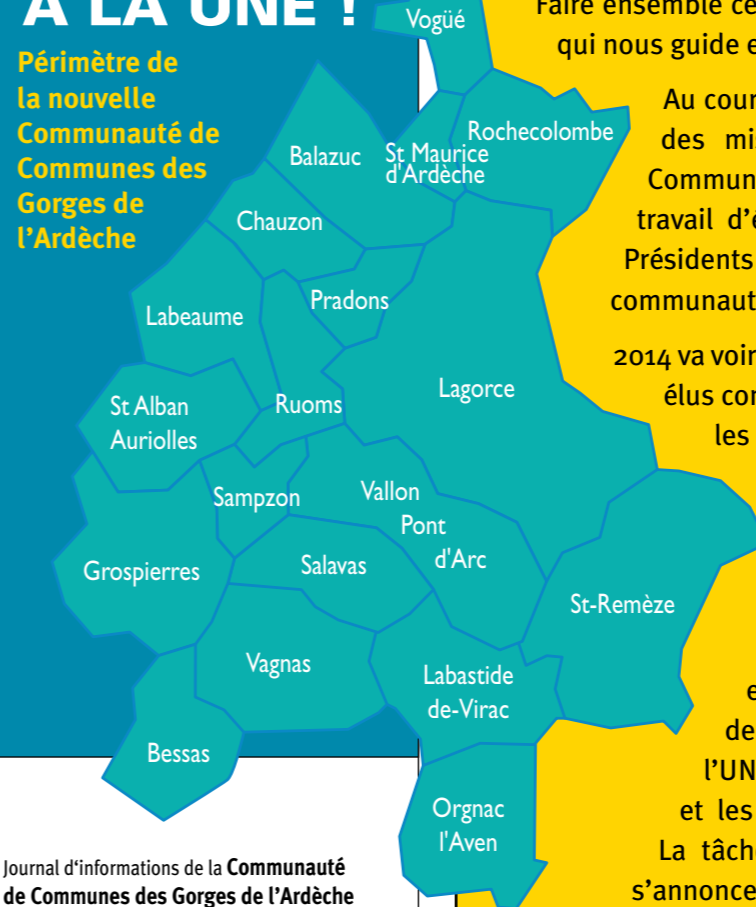 À LA UNE !
Périmètre de
la nouvelle
Communauté de
Communes des
Gorges de
l'Ardèche
Vogüé
Balazuc
St Maurice
d'Ardèche
Rochecolombe
Chauzon
Labeaume
Pradons
Lagorce
St Alban
Auriolles
Ruoms
Sampzon
Vallon
Pont
d'Arc
Grospierres
Salavas
St-Remèze
Vagnas
Labastide
de-Virac
Bessas
Orgnac
l'Aven
Journal d'informations de la Communauté
de Communes des Gorges de l'Ardèche
Faire ensemble ce
qui nous guide
Au cour
des
Commun
travail
Présidents
communaut
2014 va voir
élus
les
de
l'UN
et les
La
s'annonce